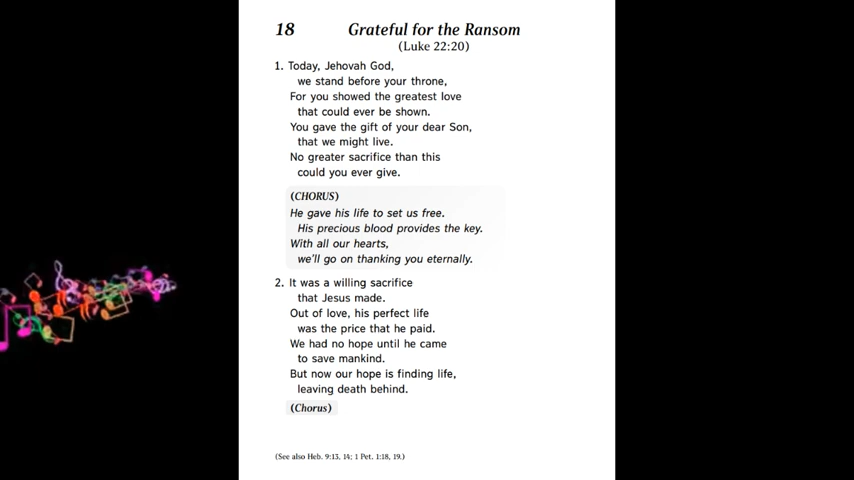 18 Grateful for the Ransom
(Luke 22:20)
1. Today, Jehovah God,
we stand before your throne,
For you showed the greatest love
that could ever be shown.
You gave the gift of your dear Son,
that we might live.
No greater sacrifice than this
could you ever give.
(CHORUS)
He gave his life to set us free.
His precious blood provides the key.
With all our hearts,
we'll go on thanking you eternally.
2. It was a willing sacrifice
that Jesus made.
Out of love, his perfect life
was the price that he paid.
We had no hope until he came
to save mankind.
But now our hope is finding life,
leaving death behind.
(Chorus)
(See also Heb. 9:13, 14; 1 Pet. 1:18, 19.)